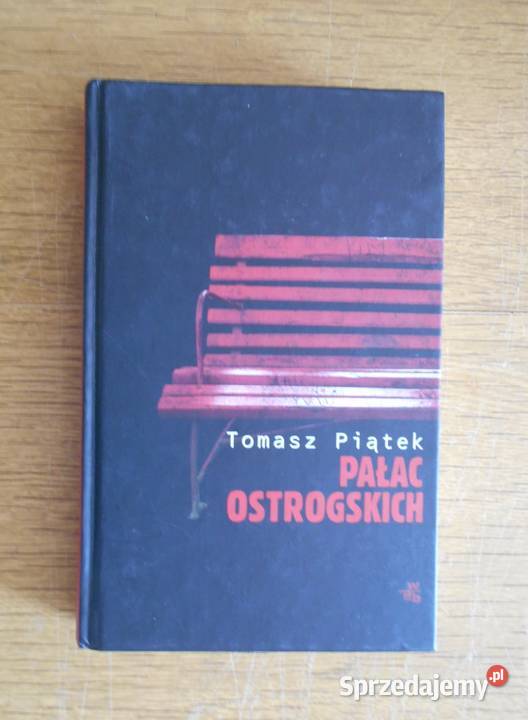 Tomasz Piątek
PAŁAC
OSTROGSKICH
Sprzedajemy.pl